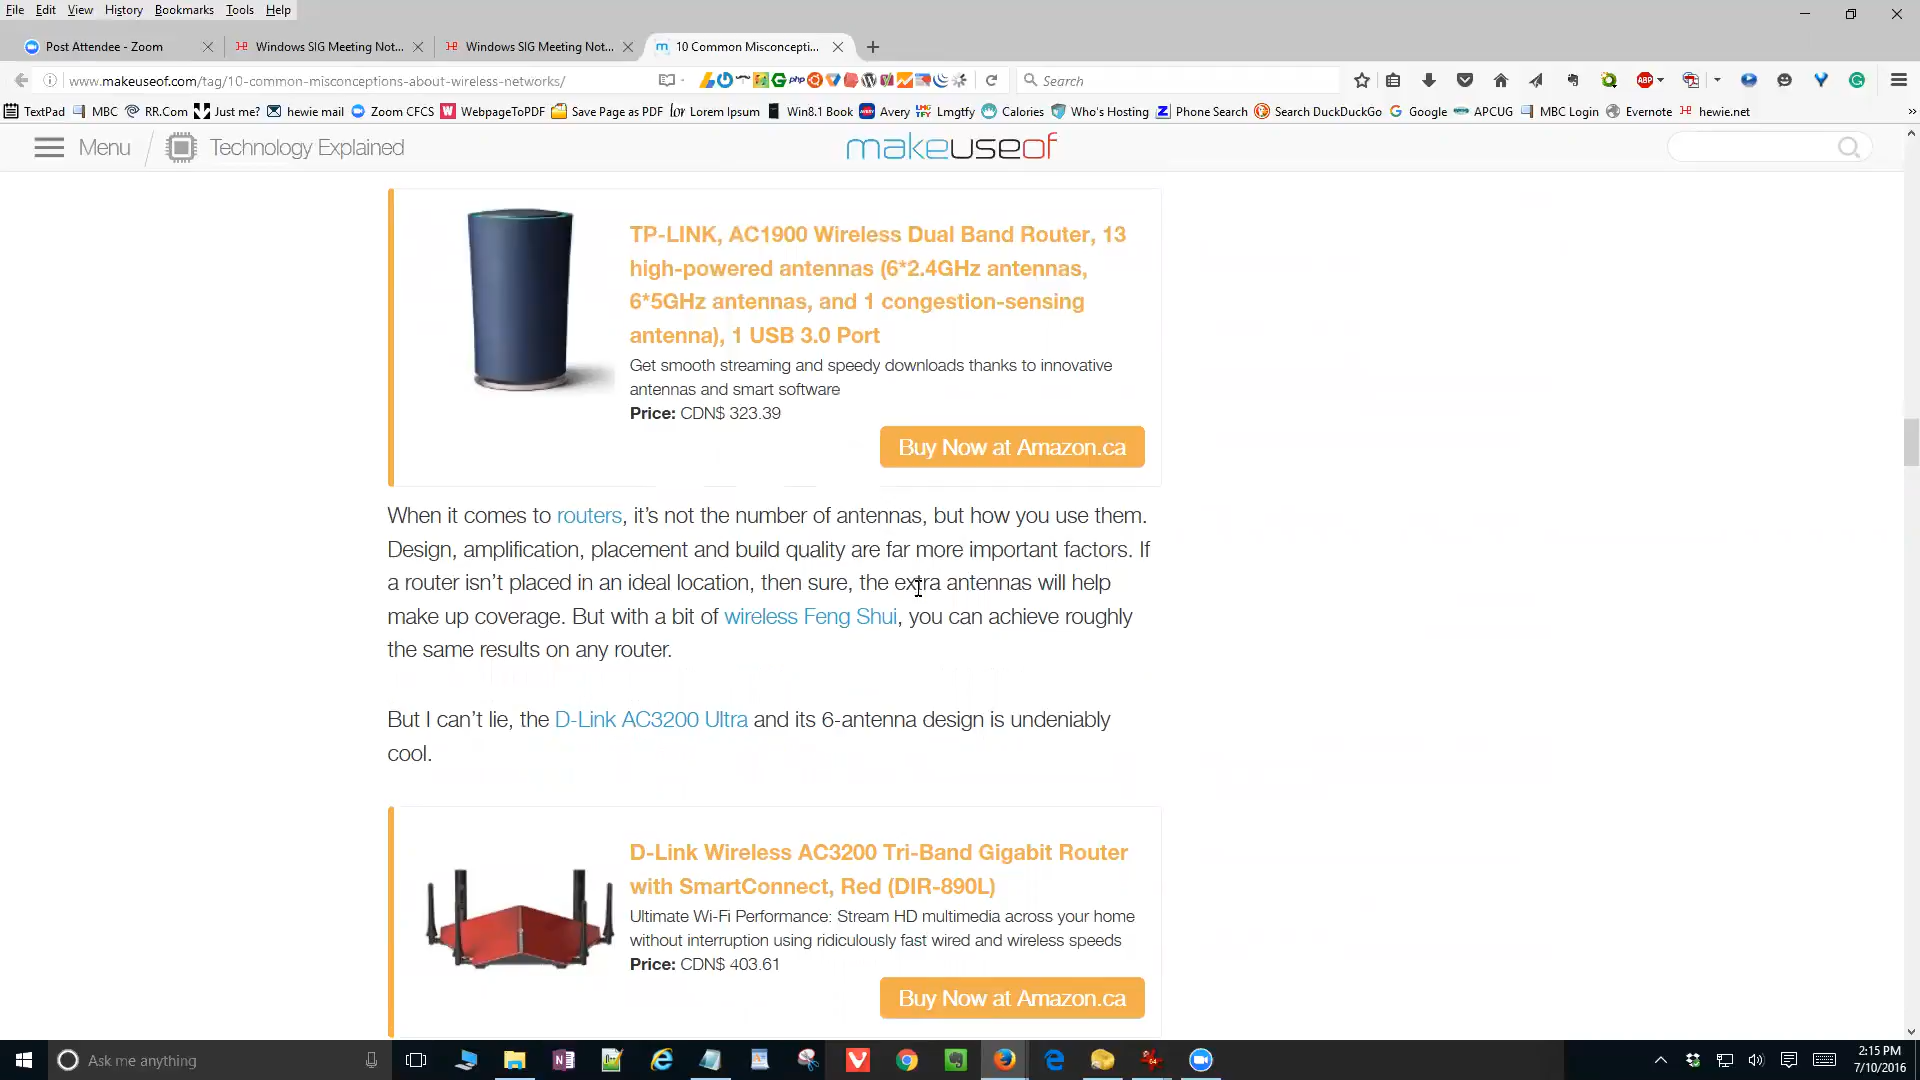 File Edit View History Bookmarks Tools Help
Post Attendee - Zoom
Windows SIG Meeting Not...
Windows SIG Meeting Not...
10 Common Misconcepti...
www.makeuseof.com/tag/10-common-misconceptions-about-wireless-networks/
php
Search
ABP
TextPad MBC RR.Com Just me? hewie mail Zoom CFCS WebpageToPDF Save Page as PDF Lorem Ipsum Win8.1 Book Avery Lmgtfy Calories Who's Hosting Phone Search Search DuckDuckGo Google APCUG MBC Login Evernote hewie.net
Menu Technology Explained makeuseof
TP-LINK, AC1900 Wireless Dual Band Router, 13
high-powered antennas (6*2.4GHz antennas,
6*5GHz antennas, and 1 congestion-sensing
antenna), 1 USB 3.0 Port
Get smooth streaming and speedy downloads thanks to innovative
antennas and smart software
Price: CDN$ 323.39
Buy Now at Amazon.ca
When it comes to routers, it's not the number of antennas, but how you use them.
Design, amplification, placement and build quality are far more important factors. If
a router isn't placed in an ideal location, then sure, the extra antennas will help
make up coverage. But with a bit of wireless Feng Shui, you can achieve roughly
the same results on any router.
But I can't lie, the D-Link AC3200 Ultra and its 6-antenna design is undeniably
cool.
D-Link Wireless AC3200 Tri-Band Gigabit Router
with SmartConnect, Red (DIR-890L)
Ultimate Wi-Fi Performance: Stream HD multimedia across your home
without interruption using ridiculously fast wired and wireless speeds
Price: CDN$ 403.61
Buy Now at Amazon.ca
Ask me anything
2:15 PM
7/10/2016